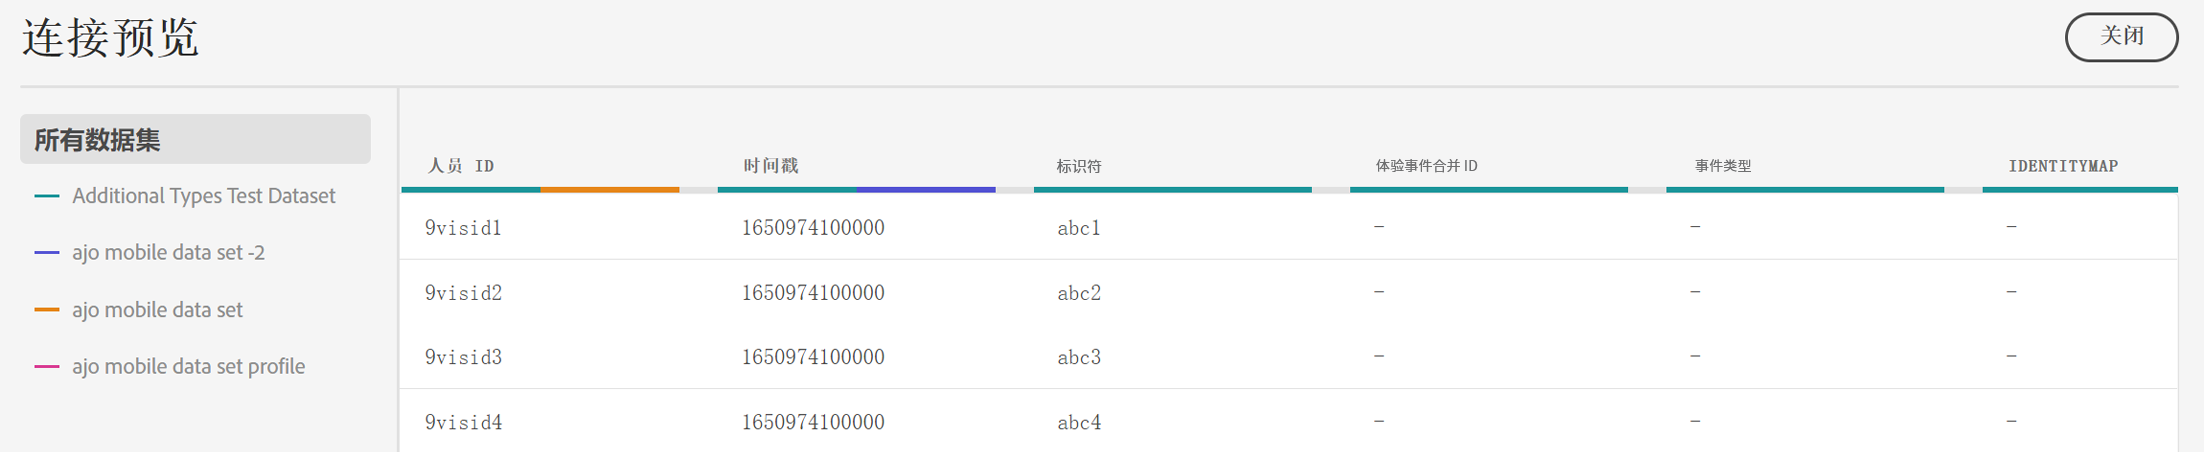 连接预览
关闭
所有数据集
Additional Types Test Dataset
ajo mobile data set -2
ajo mobile data set
ajo mobile data set profile
人员 ID 时间戳 标识符 体验事件合并 ID 事件类型 IDENTITYMAP
9visid1 1650974100000 abc1 – – –
9visid2 1650974100000 abc2 – – –
9visid3 1650974100000 abc3 – – –
9visid4 1650974100000 abc4 – – –